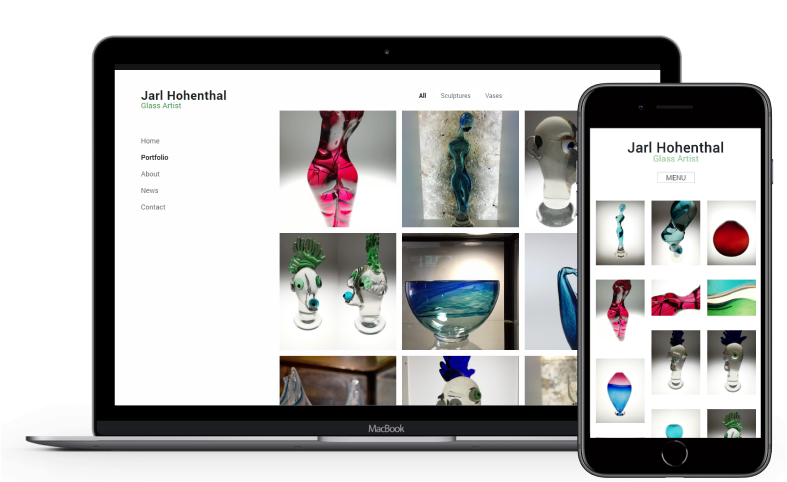 Jarl Hohenthal
Glass Artist
All Sculptures Vases
Home
Portfolio
About
News
Contact
MacBook
Jarl Hohenthal
Glass Artist
MENU